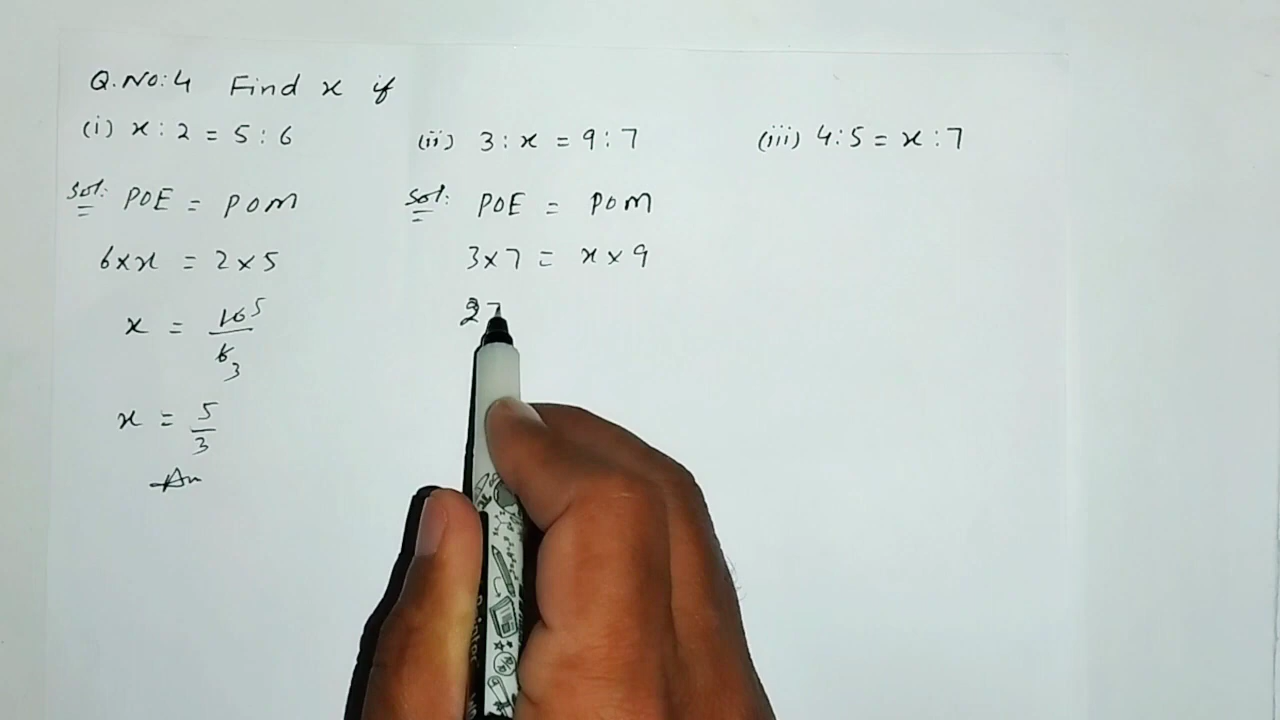 Q.No:4 Find x if
(i) x : 2 = 5 : 6
Sol: POE = POM
6 × x = 2 × 5
x = 10 5 / 6 3
x = 5 / 3
An
(ii) 3 : x = 9 : 7
Sol: POE = POM
3 × 7 = x × 9
(iii) 4 : 5 = x : 7